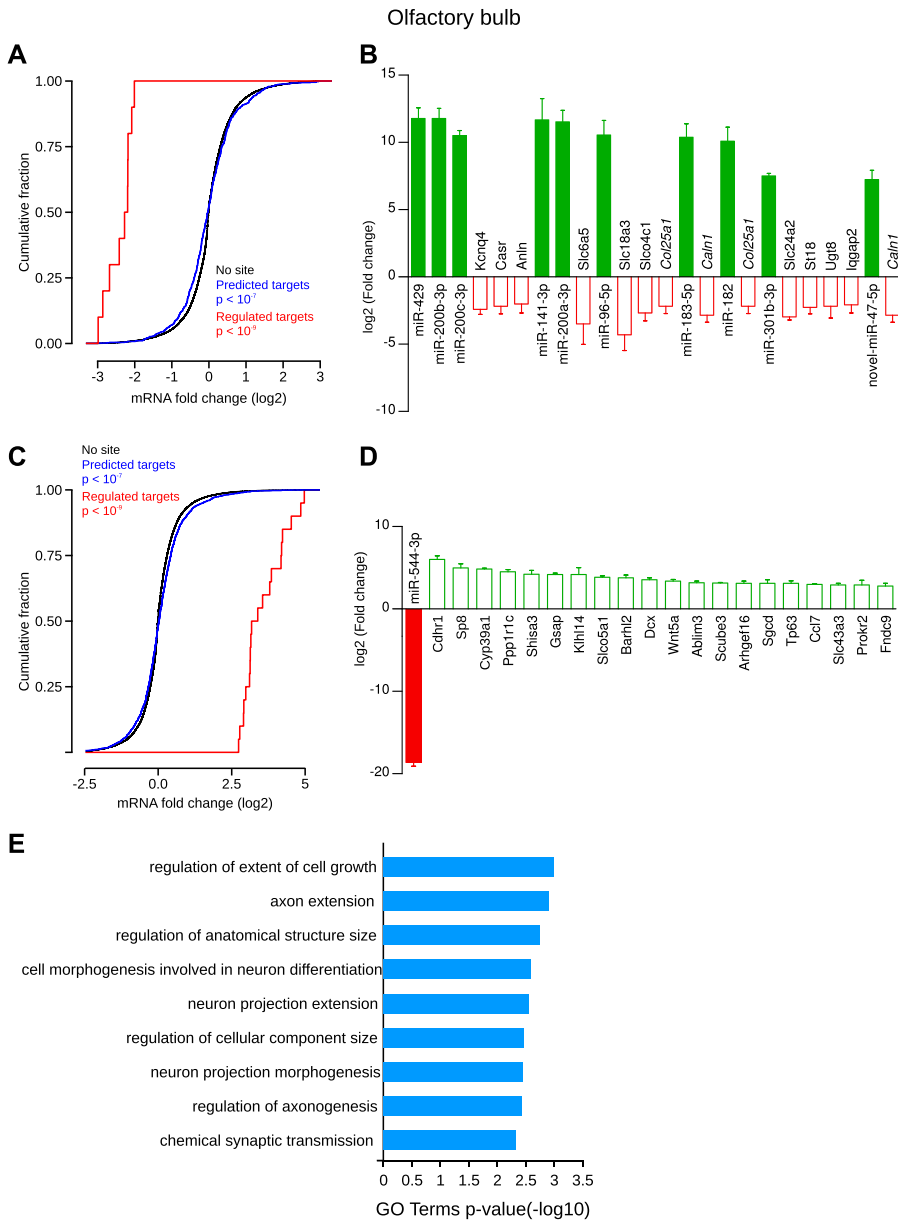 Olfactory bulb
A
1.00
0.75
0.50
0.25
0.00
Cumulative fraction
No site
Predicted targets
p < 10-7
Regulated targets
p < 10-9
-3 -2 -1 0 1 2 3
mRNA fold change (log2)
B
15
10
5
0
-5
-10
log2 (Fold change)
miR-429
miR-200b-3p
miR-200c-3p
Kcnq4
Casr
Anln
miR-141-3p
miR-200a-3p
Slc6a5
miR-96-5p
Slc18a3
Slco4c1
Col25a1
miR-183-5p
Caln1
miR-182
Col25a1
miR-301b-3p
Slc24a2
St18
Ugt8
Iqgap2
novel-miR-47-5p
Caln1
C
No site
Predicted targets
p < 10-7
Regulated targets
p < 10-9
1.00
0.75
0.50
0.25
Cumulative fraction
-2.5 0.0 2.5 5
mRNA fold change (log2)
D
10
0
-10
-20
log2 (Fold change)
miR-544-3p
Cdhr1
Sp8
Cyp39a1
Ppp1r1c
Shisa3
Gsap
Klhl14
Slco5a1
Barhl2
Dcx
Wnt5a
Ablim3
Scube3
Arhgef16
Sgcd
Tp63
Ccl7
Slc43a3
Prokr2
Fndc9
E
regulation of extent of cell growth
axon extension
regulation of anatomical structure size
cell morphogenesis involved in neuron differentiation
neuron projection extension
regulation of cellular component size
neuron projection morphogenesis
regulation of axonogenesis
chemical synaptic transmission
0 0.5 1 1.5 2 2.5 3 3.5
GO Terms p-value(-log10)